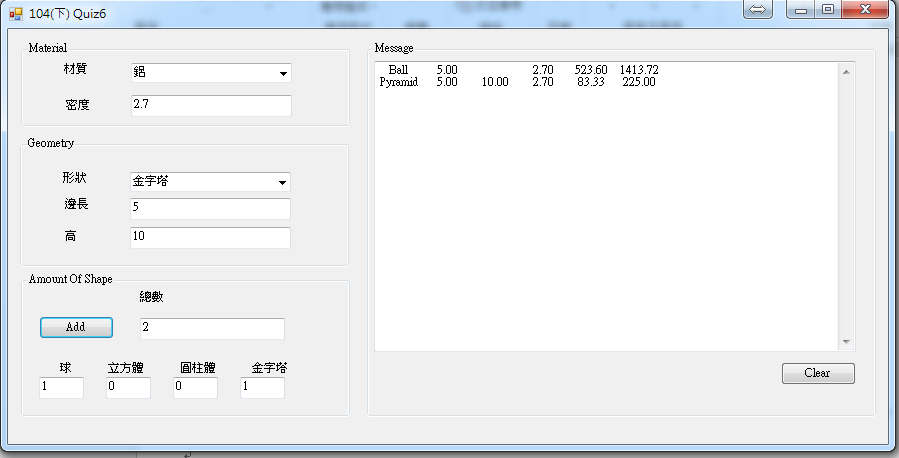 104(下) Quiz6
Material
材質 鋁
密度 2.7
Geometry
形狀 金字塔
邊長 5
高 10
Amount Of Shape
總數
Add 2
球 立方體 圓柱體 金字塔
1 0 0 1
Message
Ball 5.00 2.70 523.60 1413.72
Pyramid 5.00 10.00 2.70 83.33 225.00
Clear